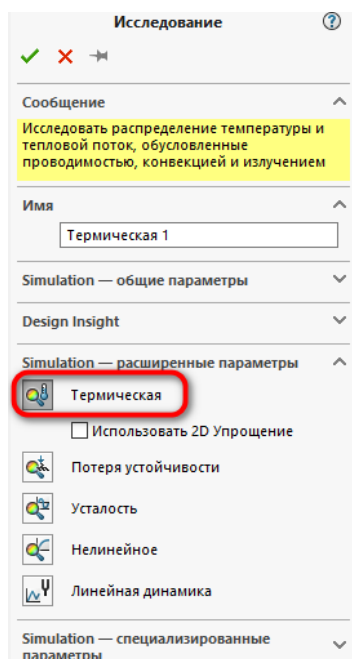 Исследование
Сообщение
Исследовать распределение температуры и
тепловой поток, обусловленные
проводимостью, конвекцией и излучением
Имя
Термическая 1
Simulation — общие параметры
Design Insight
Simulation — расширенные параметры
Термическая
Использовать 2D Упрощение
Потеря устойчивости
Усталость
Нелинейное
Линейная динамика
Simulation — специализированные
параметры